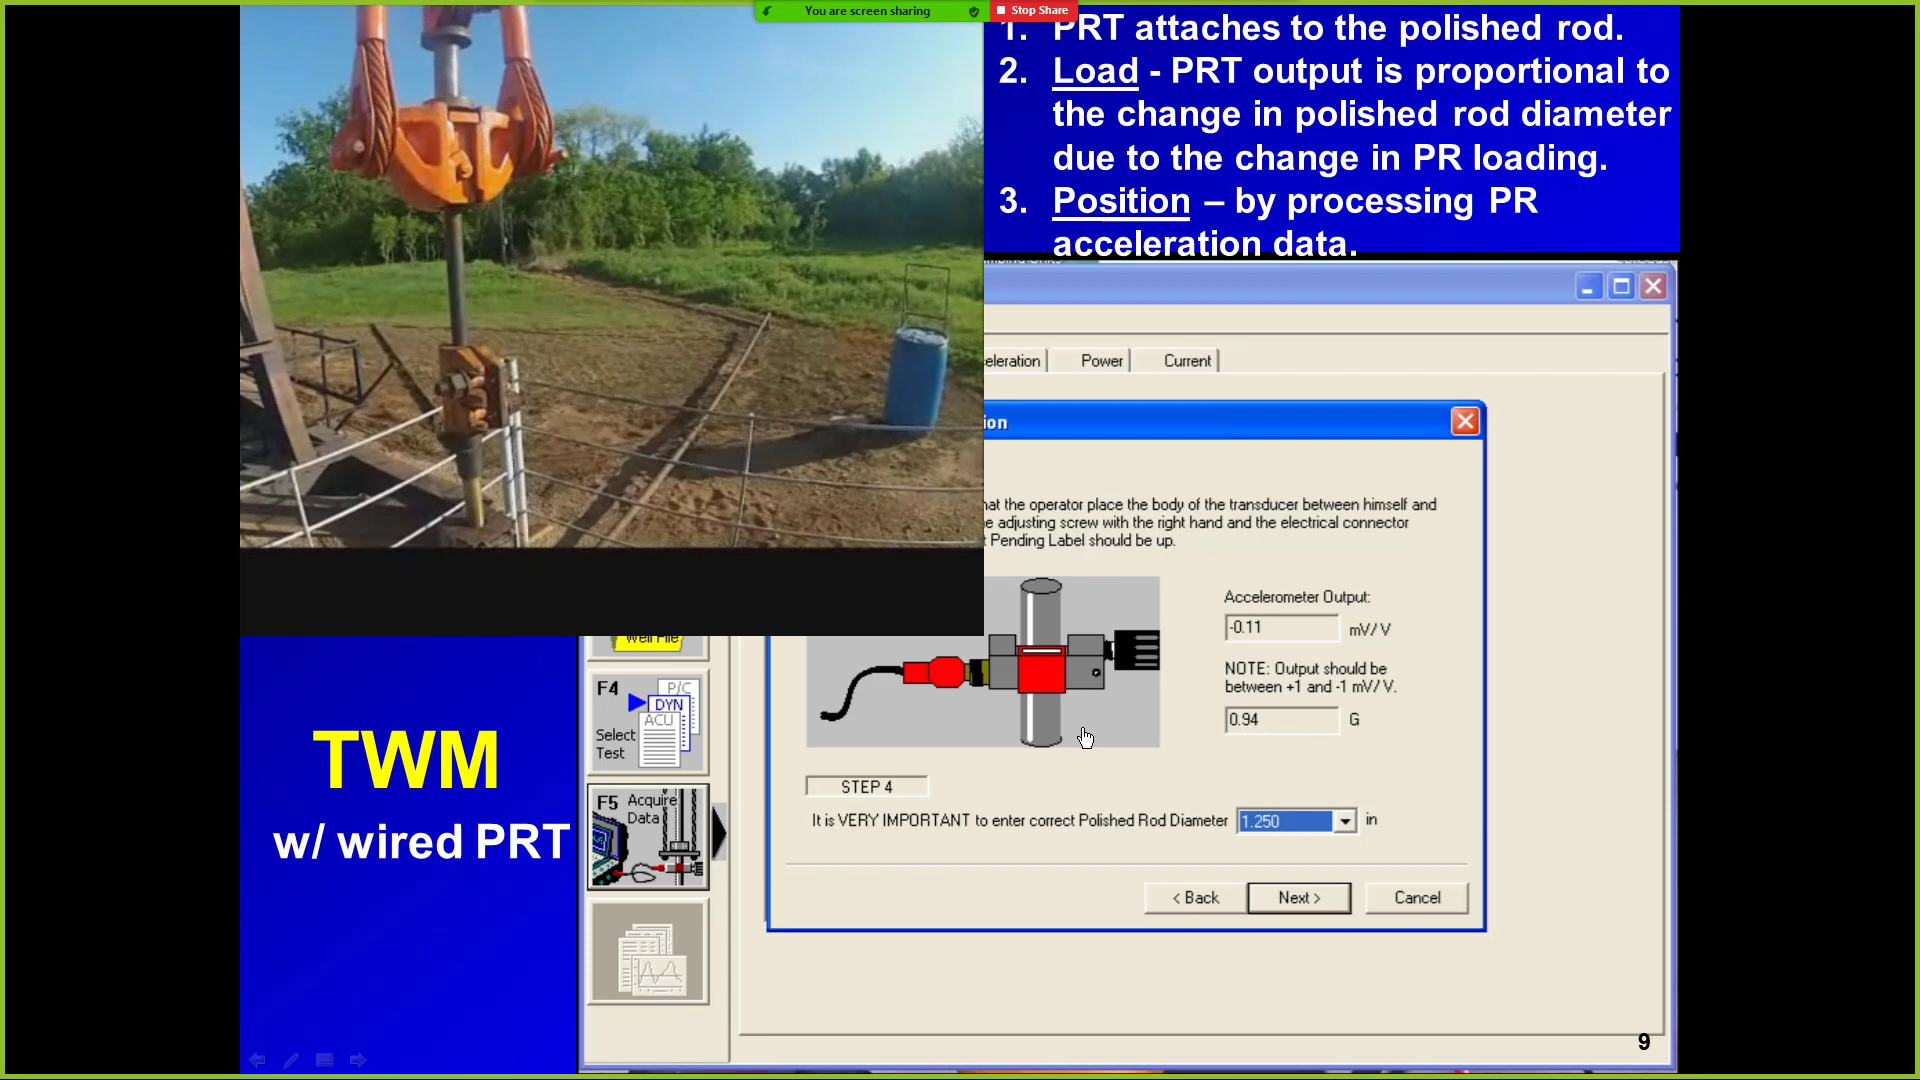 You are screen sharing
Stop Share
1. PRT attaches to the polished rod.
2. Load - PRT output is proportional to
the change in polished rod diameter
due to the change in PR loading.
3. Position – by processing PR
acceleration data.
eleration
Power
Current
ion
hat the operator place the body of the transducer between himself and
e adjusting screw with the right hand and the electrical connector
t Pending Label should be up.
Accelerometer Output:
-0.11 mV/V
NOTE: Output should be
between +1 and -1 mV/V.
0.94 G
Well File
F4
P/C
DYN
ACU
Select
Test
TWM
w/ wired PRT
F5 Acquire
Data
STEP 4
It is VERY IMPORTANT to enter correct Polished Rod Diameter 1.250 in
< Back
Next >
Cancel
9